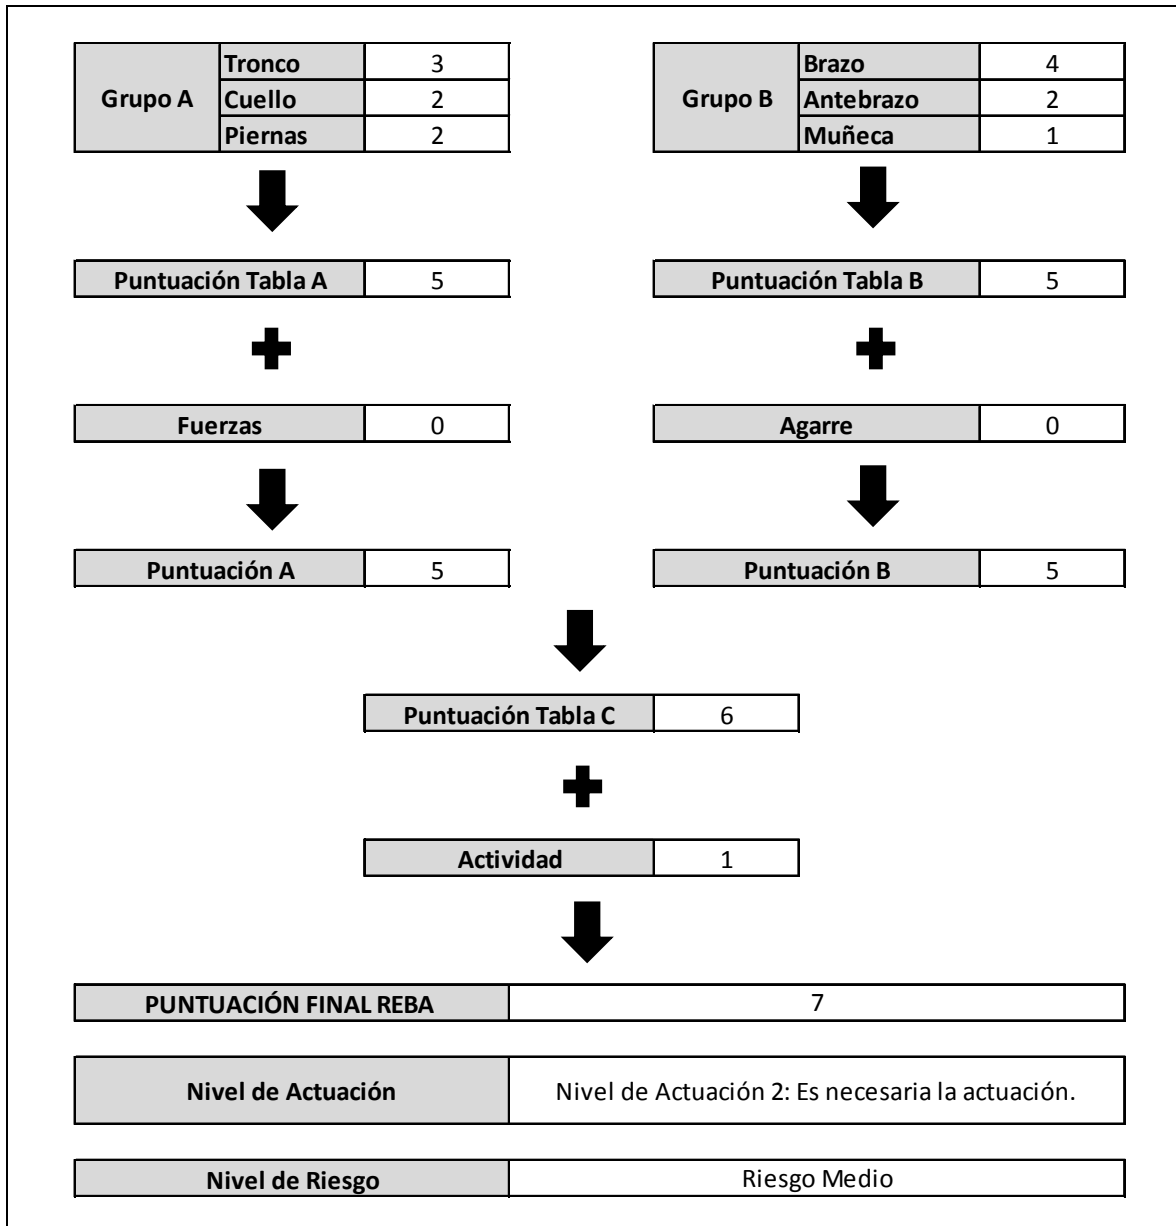 Grupo A
Tronco 3
Cuello 2
Piernas 2
Grupo B
Brazo 4
Antebrazo 2
Muñeca 1
Puntuación Tabla A 5
Puntuación Tabla B 5
Fuerzas 0
Agarre 0
Puntuación A 5
Puntuación B 5
Puntuación Tabla C 6
Actividad 1
PUNTUACIÓN FINAL REBA 7
Nivel de Actuación Nivel de Actuación 2: Es necesaria la actuación.
Nivel de Riesgo Riesgo Medio